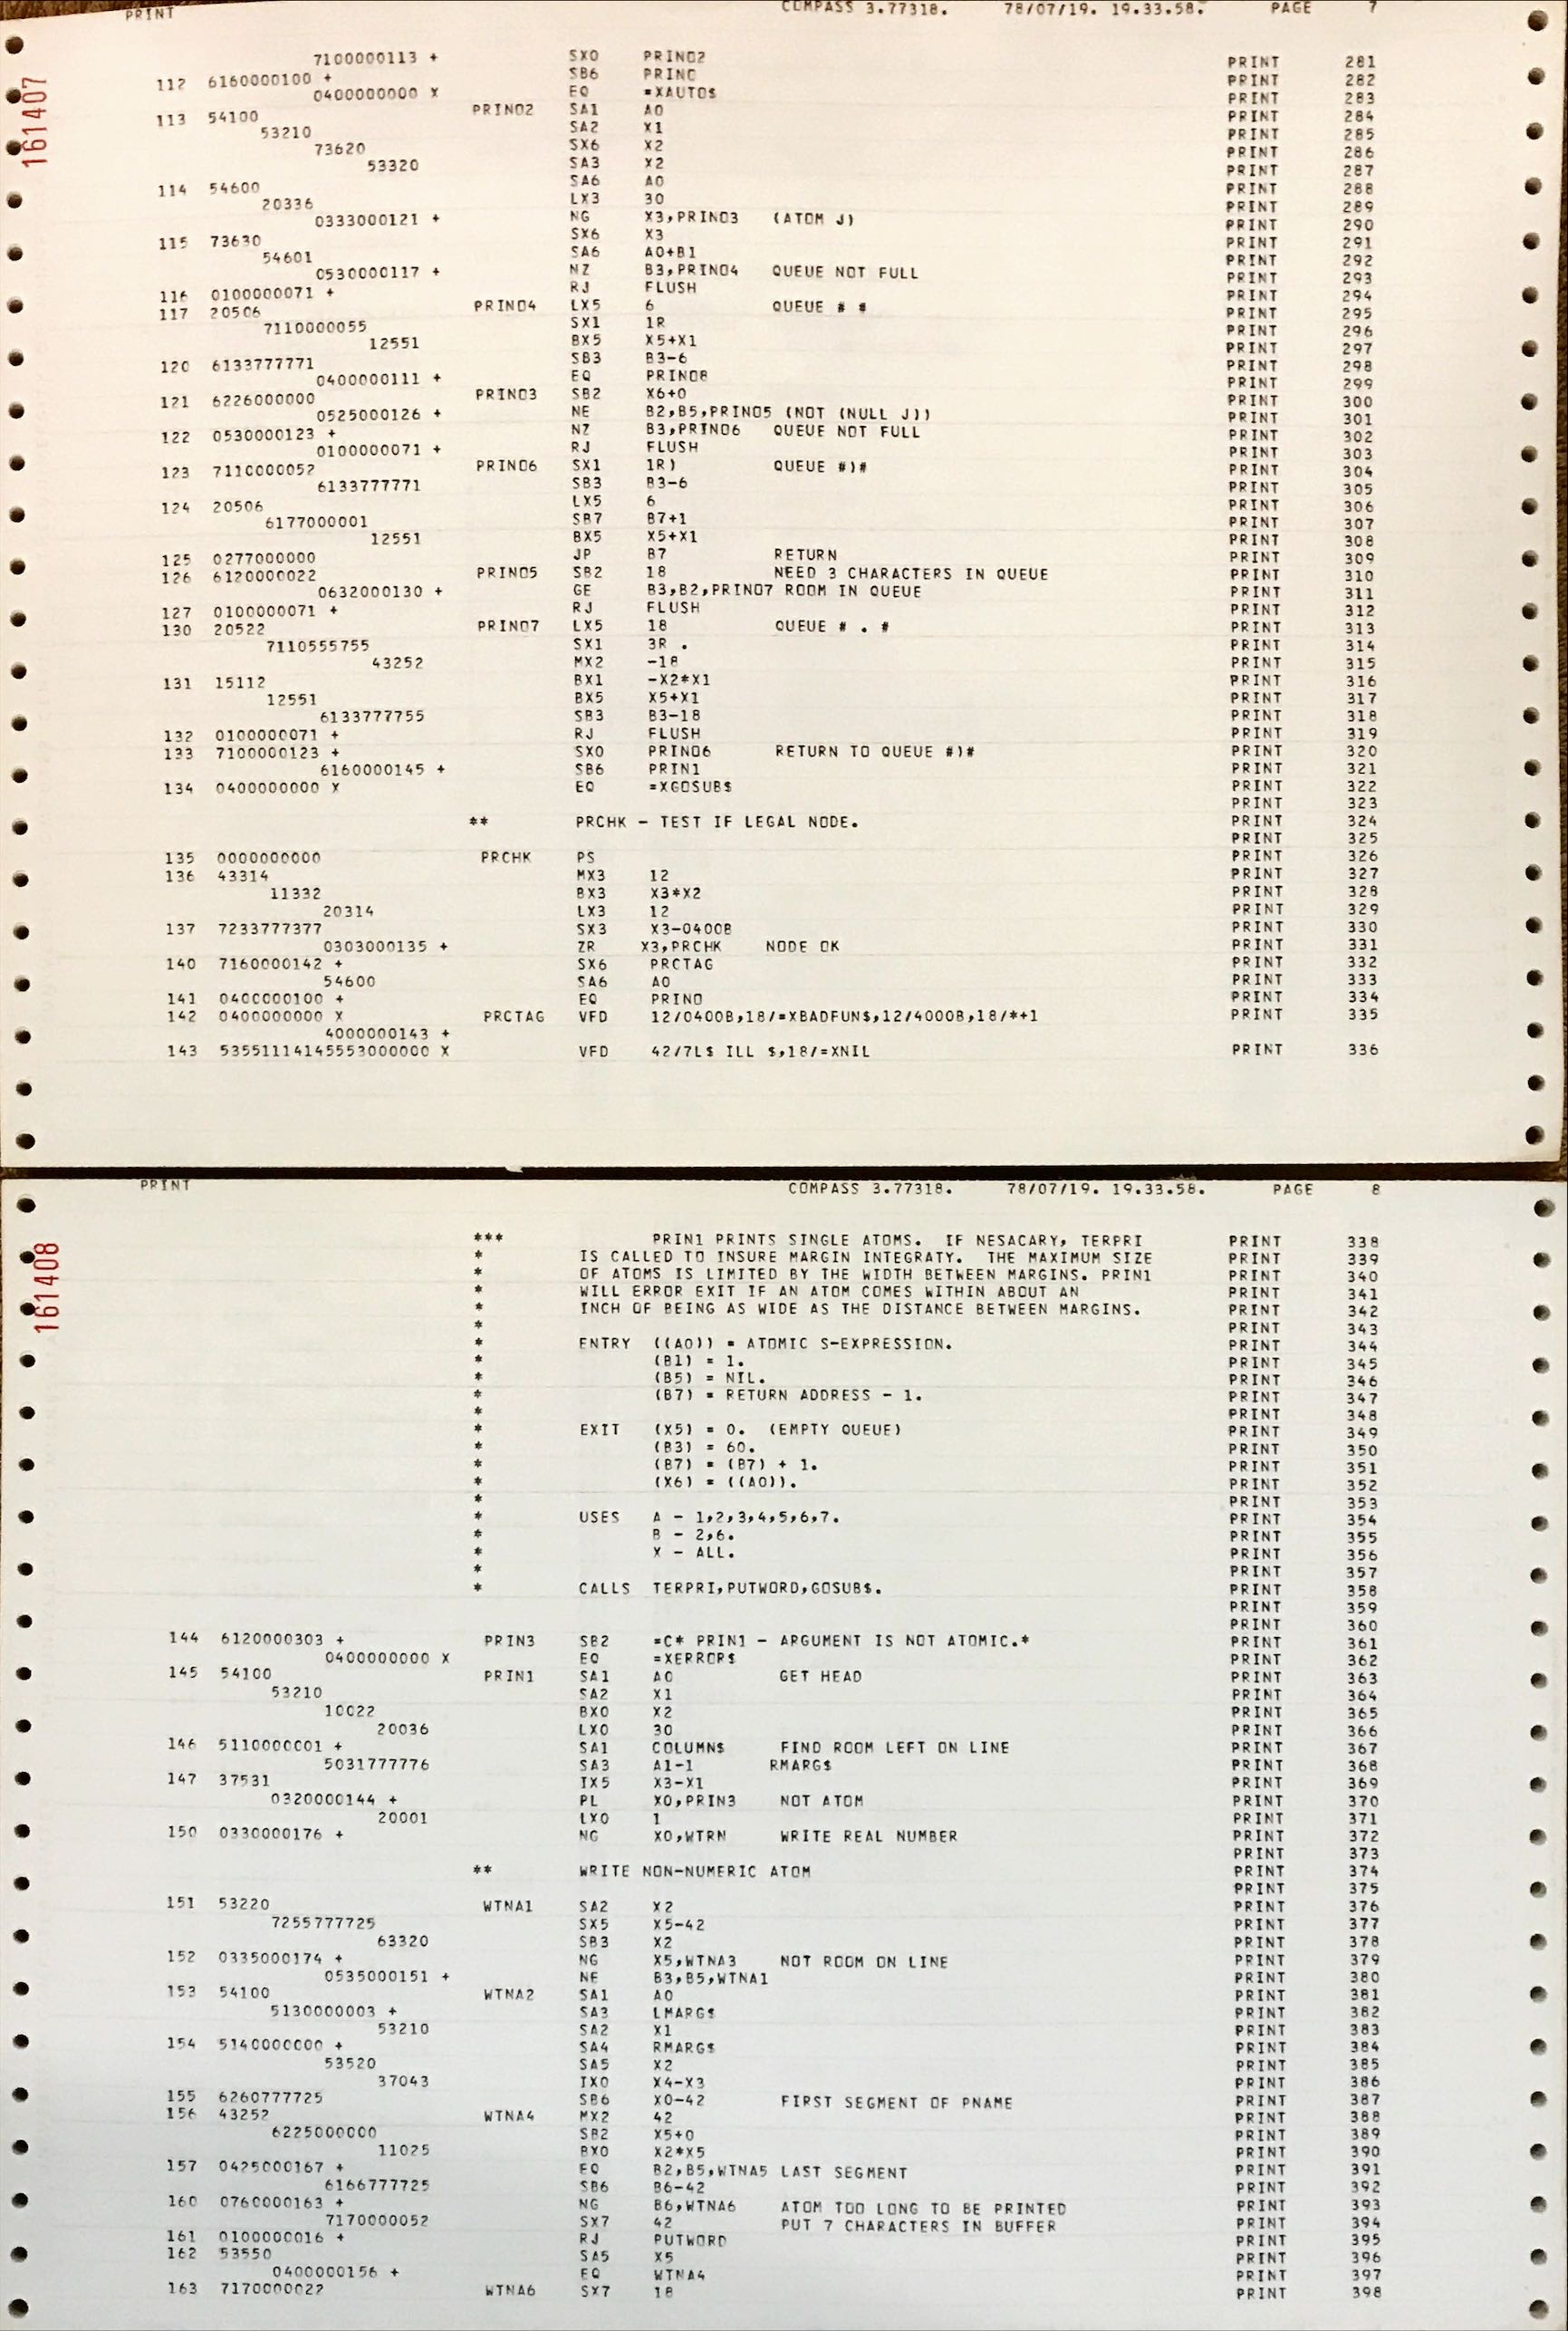 PRINT COMPASS 3.77318. 78/07/19. 19.33.58. PAGE 7
161407
7100000113 + SX0 PRINO2 PRINT 281
112 6160000100 + SB6 PRINO PRINT 282
0400000000 X EQ =XAUTO$ PRINT 283
113 54100 PRINO2 SA1 A0 PRINT 284
53210 SA2 X1 PRINT 285
73620 SX6 X2 PRINT 286
53320 SA3 X2 PRINT 287
114 54600 SA6 A0 PRINT 288
20336 LX3 30 PRINT 289
0333000121 + NG X3,PRINO3 (ATOM J) PRINT 290
115 73630 SX6 X3 PRINT 291
54601 SA6 A0+B1 PRINT 292
0530000117 + NZ B3,PRINO4 QUEUE NOT FULL PRINT 293
116 0100000071 + RJ FLUSH PRINT 294
117 20506 PRINO4 LX5 6 QUEUE # # PRINT 295
7110000055 SX1 1R PRINT 296
12551 BX5 X5+X1 PRINT 297
120 6133777771 SB3 B3-6 PRINT 298
0400000111 + EQ PRINO8 PRINT 299
121 6226000000 PRINO3 SB2 X6+0 PRINT 300
0525000126 + NE B2,B5,PRINO5 (NOT (NULL J)) PRINT 301
122 0530000123 + NZ B3,PRINO6 QUEUE NOT FULL PRINT 302
0100000071 + RJ FLUSH PRINT 303
123 7110000052 PRINO6 SX1 1R) QUEUE #)# PRINT 304
6133777771 SB3 B3-6 PRINT 305
124 20506 LX5 6 PRINT 306
6177000001 SB7 B7+1 PRINT 307
12551 BX5 X5+X1 PRINT 308
125 0277000000 JP B7 RETURN PRINT 309
126 6120000022 PRINO5 SB2 18 NEED 3 CHARACTERS IN QUEUE PRINT 310
0632000130 + GE B3,B2,PRINO7 ROOM IN QUEUE PRINT 311
127 0100000071 + RJ FLUSH PRINT 312
130 20522 PRINO7 LX5 18 QUEUE # . # PRINT 313
7110555755 SX1 3R . PRINT 314
43252 MX2 -18 PRINT 315
131 15112 BX1 -X2*X1 PRINT 316
12551 BX5 X5+X1 PRINT 317
6133777755 SB3 B3-18 PRINT 318
132 0100000071 + RJ FLUSH PRINT 319
133 7100000123 + SX0 PRINO6 RETURN TO QUEUE #)# PRINT 320
6160000145 + SB6 PRIN1 PRINT 321
134 0400000000 X EQ =XGOSUB$ PRINT 322
PRINT 323
** PRCHK - TEST IF LEGAL NODE. PRINT 324
PRINT 325
135 0000000000 PRCHK PS PRINT 326
136 43314 MX3 12 PRINT 327
11332 BX3 X3*X2 PRINT 328
20314 LX3 12 PRINT 329
137 7233777377 SX3 X3-0400B PRINT 330
0303000135 + ZR X3,PRCHK NODE OK PRINT 331
140 7160000142 + SX6 PRCTAG PRINT 332
54600 SA6 A0 PRINT 333
141 0400000100 + EQ PRINO PRINT 334
142 0400000000 X PRCTAG VFD 12/0400B,18/=XBADFUN$,12/4000B,18/*+1 PRINT 335
4000000143 +
143 53551114145553000000 X VFD 42/7L$ ILL $,18/=XNIL PRINT 336
PRINT COMPASS 3.77318. 78/07/19. 19.33.58. PAGE 8
161408
*** PRIN1 PRINTS SINGLE ATOMS. IF NESACARY, TERPRI PRINT 338
* IS CALLED TO INSURE MARGIN INTEGRATY. THE MAXIMUM SIZE PRINT 339
* OF ATOMS IS LIMITED BY THE WIDTH BETWEEN MARGINS. PRIN1 PRINT 340
* WILL ERROR EXIT IF AN ATOM COMES WITHIN ABOUT AN PRINT 341
* INCH OF BEING AS WIDE AS THE DISTANCE BETWEEN MARGINS. PRINT 342
* PRINT 343
* ENTRY ((A0)) = ATOMIC S-EXPRESSION. PRINT 344
* (B1) = 1. PRINT 345
* (B5) = NIL. PRINT 346
* (B7) = RETURN ADDRESS - 1. PRINT 347
* PRINT 348
* EXIT (X5) = 0. (EMPTY QUEUE) PRINT 349
* (B3) = 60. PRINT 350
* (B7) = (B7) + 1. PRINT 351
* (X6) = ((A0)). PRINT 352
* PRINT 353
* USES A - 1,2,3,4,5,6,7. PRINT 354
* B - 2,6. PRINT 355
* X - ALL. PRINT 356
* PRINT 357
* CALLS TERPRI,PUTWORD,GOSUB$. PRINT 358
PRINT 359
PRINT 360
144 6120000303 + PRIN3 SB2 =C* PRIN1 - ARGUMENT IS NOT ATOMIC.* PRINT 361
0400000000 X EQ =XERROR$ PRINT 362
145 54100 PRIN1 SA1 A0 GET HEAD PRINT 363
53210 SA2 X1 PRINT 364
10022 BX0 X2 PRINT 365
20036 LX0 30 PRINT 366
146 5110000001 + SA1 COLUMN$ FIND ROOM LEFT ON LINE PRINT 367
5031777776 SA3 A1-1 RMARG$ PRINT 368
147 37531 IX5 X3-X1 PRINT 369
0320000144 + PL X0,PRIN3 NOT ATOM PRINT 370
20001 LX0 1 PRINT 371
150 0330000176 + NG X0,WTRN WRITE REAL NUMBER PRINT 372
PRINT 373
** WRITE NON-NUMERIC ATOM PRINT 374
PRINT 375
151 53220 WTNA1 SA2 X2 PRINT 376
7255777725 SX5 X5-42 PRINT 377
63320 SB3 X2 PRINT 378
152 0335000174 + NG X5,WTNA3 NOT ROOM ON LINE PRINT 379
0535000151 + NE B3,B5,WTNA1 PRINT 380
153 54100 WTNA2 SA1 A0 PRINT 381
5130000003 + SA3 LMARG$ PRINT 382
53210 SA2 X1 PRINT 383
154 5140000000 + SA4 RMARG$ PRINT 384
53520 SA5 X2 PRINT 385
37043 IX0 X4-X3 PRINT 386
155 6260777725 SB6 X0-42 FIRST SEGMENT OF PNAME PRINT 387
156 43252 WTNA4 MX2 42 PRINT 388
6225000000 SB2 X5+0 PRINT 389
11025 BX0 X2*X5 PRINT 390
157 0425000167 + EQ B2,B5,WTNA5 LAST SEGMENT PRINT 391
6166777725 SB6 B6-42 PRINT 392
160 0760000163 + NG B6,WTNA6 ATOM TOO LONG TO BE PRINTED PRINT 393
7170000052 SX7 42 PUT 7 CHARACTERS IN BUFFER PRINT 394
161 0100000016 + RJ PUTWORD PRINT 395
162 53550 SA5 X5 PRINT 396
0400000156 + EQ WTNA4 PRINT 397
163 7170000022 WTNA6 SX7 18 PRINT 398